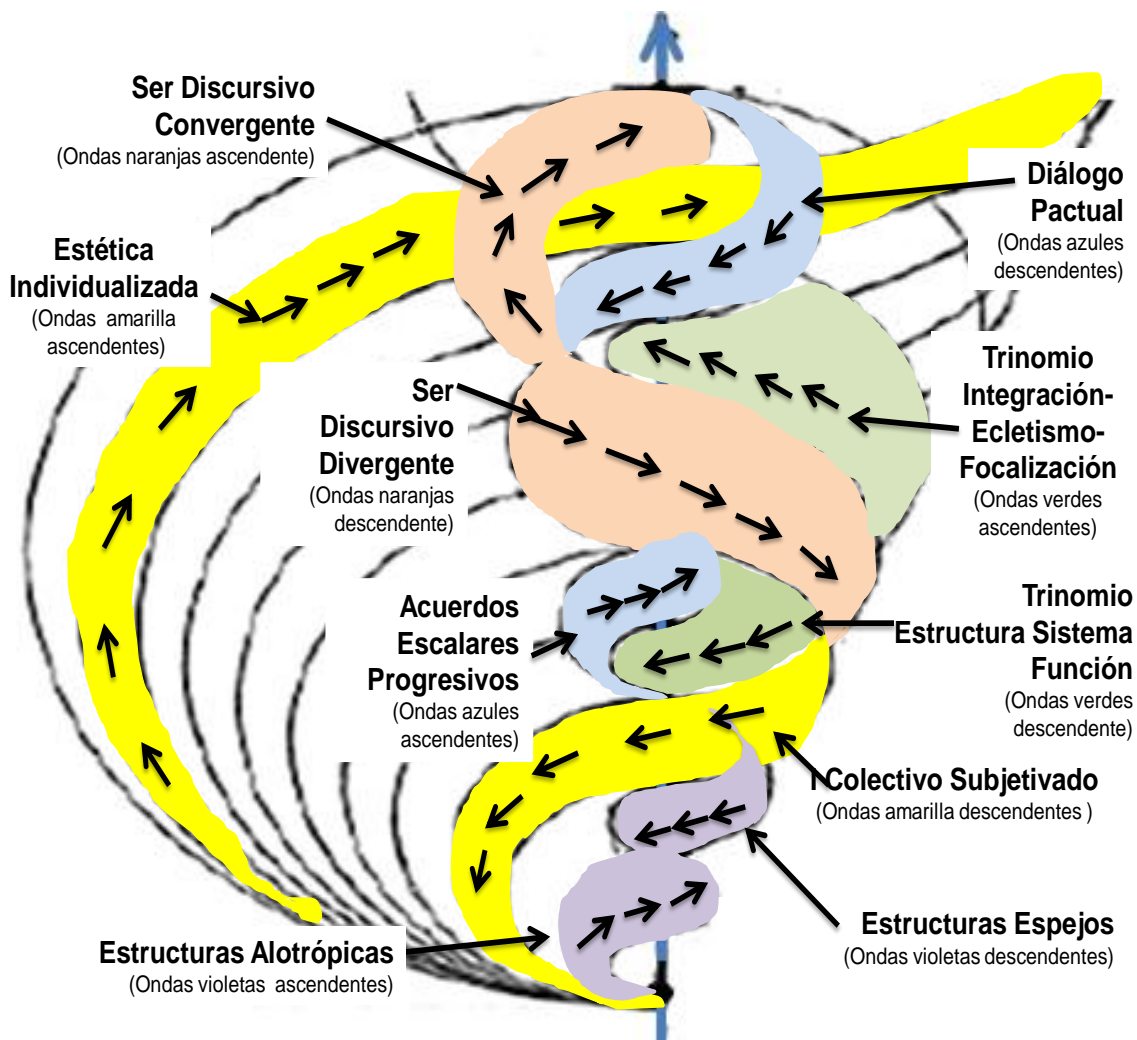 Ser Discursivo
Convergente
(Ondas naranjas ascendente)
Diálogo
Pactual
(Ondas azules
descendentes)
Estética
Individualizada
(Ondas amarilla
ascendentes)
Trinomio
Integración-
Ecletismo-
Focalización
(Ondas verdes
ascendentes)
Ser
Discursivo
Divergente
(Ondas naranjas
descendente)
Acuerdos
Escalares
Progresivos
(Ondas azules
ascendentes)
Trinomio
Estructura Sistema
Función
(Ondas verdes
descendente)
Colectivo Subjetivado
(Ondas amarilla descendentes )
Estructuras Espejos
(Ondas violetas descendentes)
Estructuras Alotrópicas
(Ondas violetas ascendentes)